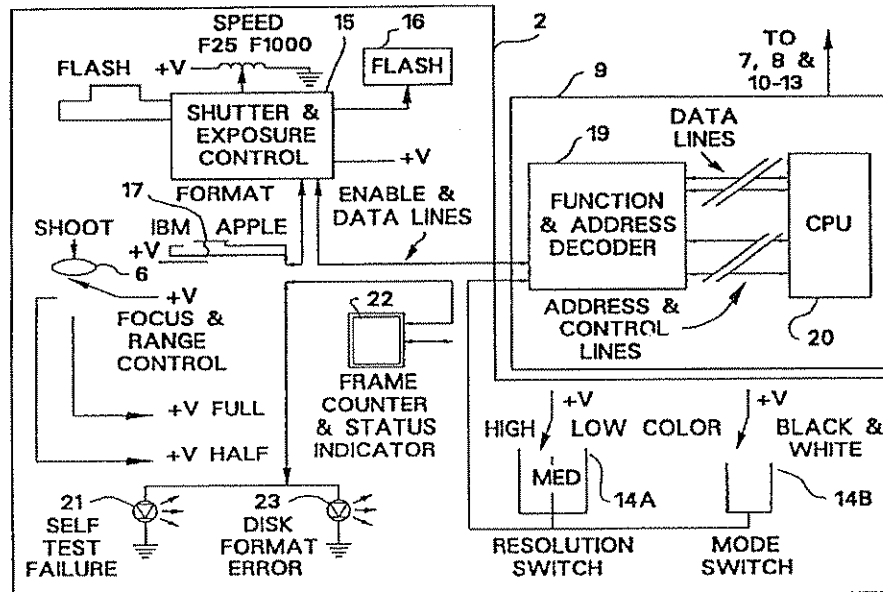 SPEED
F25 F1000
15
16
2
TO
7, 8 &
10-13
FLASH
+V
FLASH
9
SHUTTER &
EXPOSURE
CONTROL
+V
19
DATA
LINES
FUNCTION
& ADDRESS
DECODER
CPU
17
FORMAT
ENABLE &
DATA LINES
SHOOT
IBM APPLE
+V
6
+V
FOCUS &
RANGE
CONTROL
22
ADDRESS &
CONTROL
LINES
20
FRAME
COUNTER
& STATUS
INDICATOR
+V FULL
+V HALF
+V
+V
HIGH
LOW
COLOR
BLACK &
WHITE
MED
14A
14B
21
SELF
TEST
FAILURE
23
DISK
FORMAT
ERROR
RESOLUTION
SWITCH
MODE
SWITCH